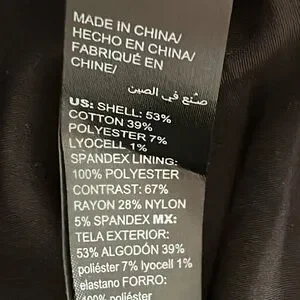 MADE IN CHINA/
HECHO EN CHINA/
FABRIQUÉ EN
CHINE/
صنع في الصين
US: SHELL: 53%
COTTON 39%
POLYESTER 7%
LYOCELL 1%
SPANDEX LINING:
100% POLYESTER
CONTRAST: 67%
RAYON 28% NYLON
5% SPANDEX MX:
TELA EXTERIOR:
53% ALGODÓN 39%
poliéster 7% lyocell 1%
elastano FORRO:
100% poliéster